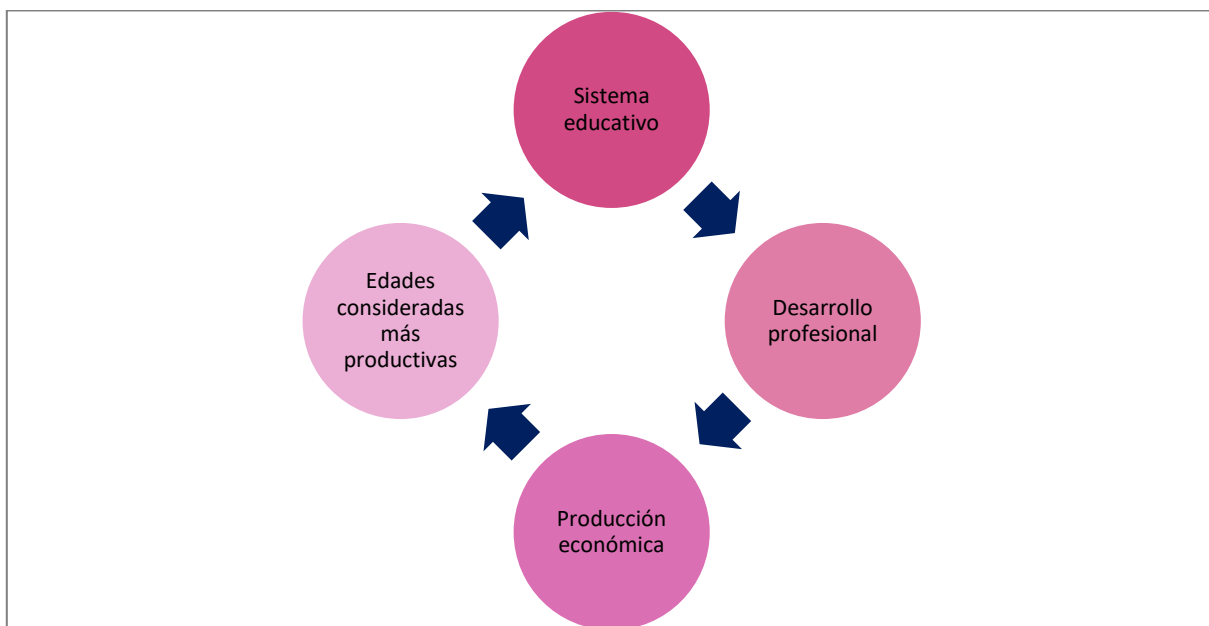 Sistema
educativo
Desarrollo
profesional
Producción
económica
Edades
consideradas
más
productivas